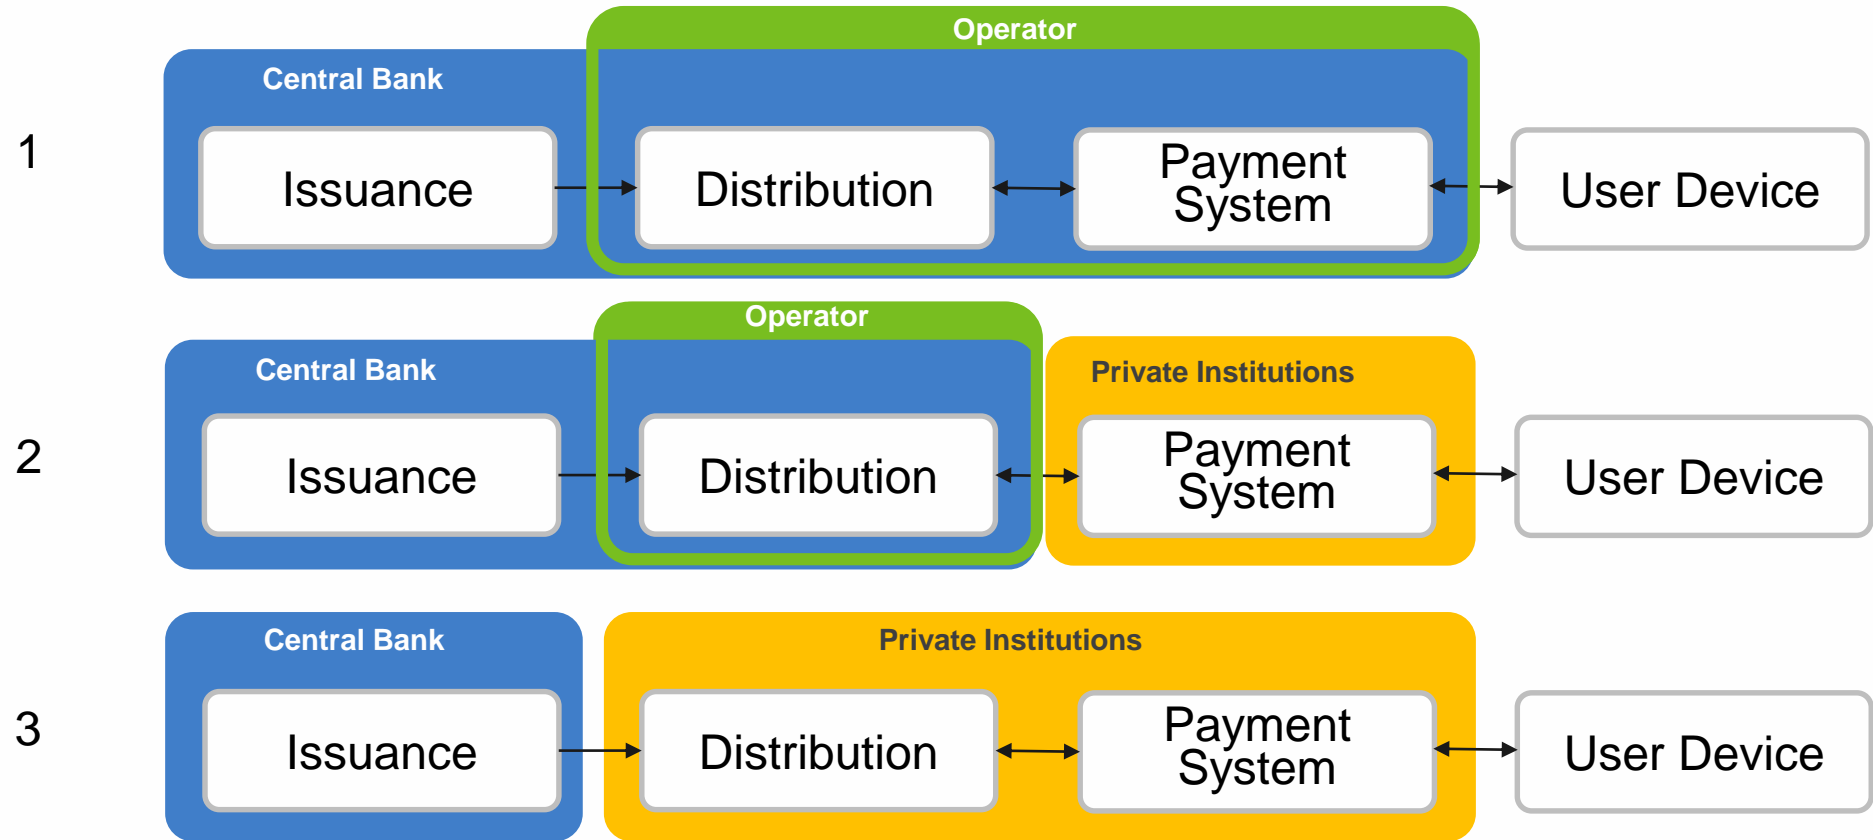 Operator
Central Bank
1
Issuance
Distribution
Payment
System
User Device
Operator
Central Bank
Private Institutions
2
Issuance
Distribution
Payment
System
User Device
Central Bank
Private Institutions
3
Issuance
Distribution
Payment
System
User Device